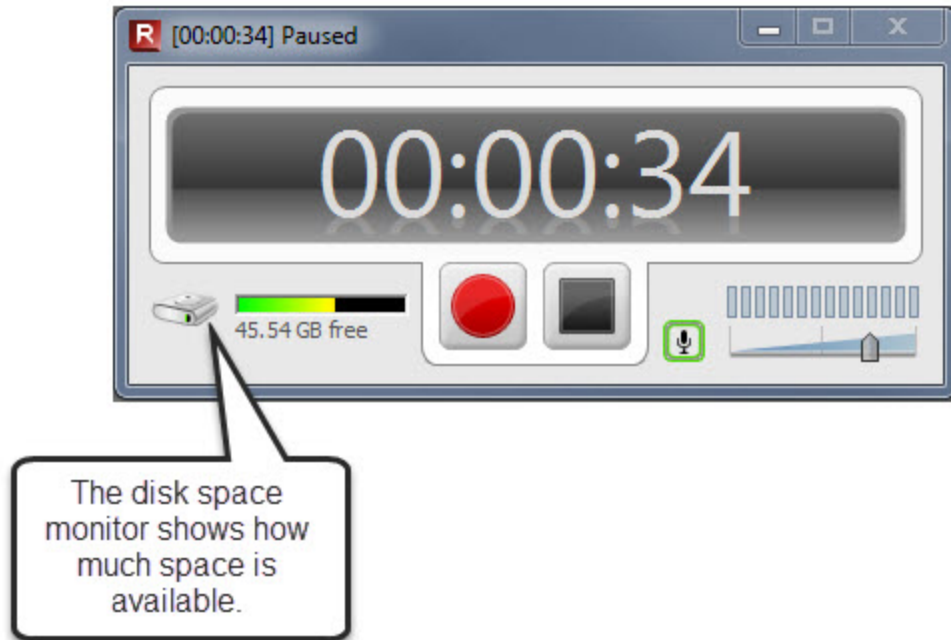 R [00:00:34] Paused
00:00:34
45.54 GB free
The disk space
monitor shows how
much space is
available.